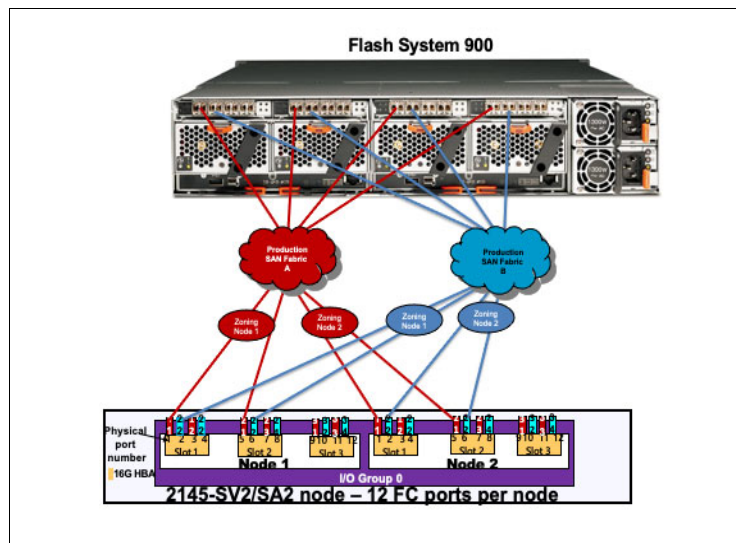 Flash System 900
Production
SAN Fabric
A
Production
SAN Fabric
B
Zoning
Node 1
Zoning
Node 2
Zoning
Node 1
Zoning
Node 2
Physical
port
number
16G HBA
1 2 3 4
5 6 7 8
9 10 11 12
1 2 3 4
5 6 7 8
9 10 11 12
Slot 1
Slot 2
Slot 3
Slot 1
Slot 2
Slot 3
Node 1
Node 2
I/O Group 0
2145-SV2/SA2 node – 12 FC ports per node